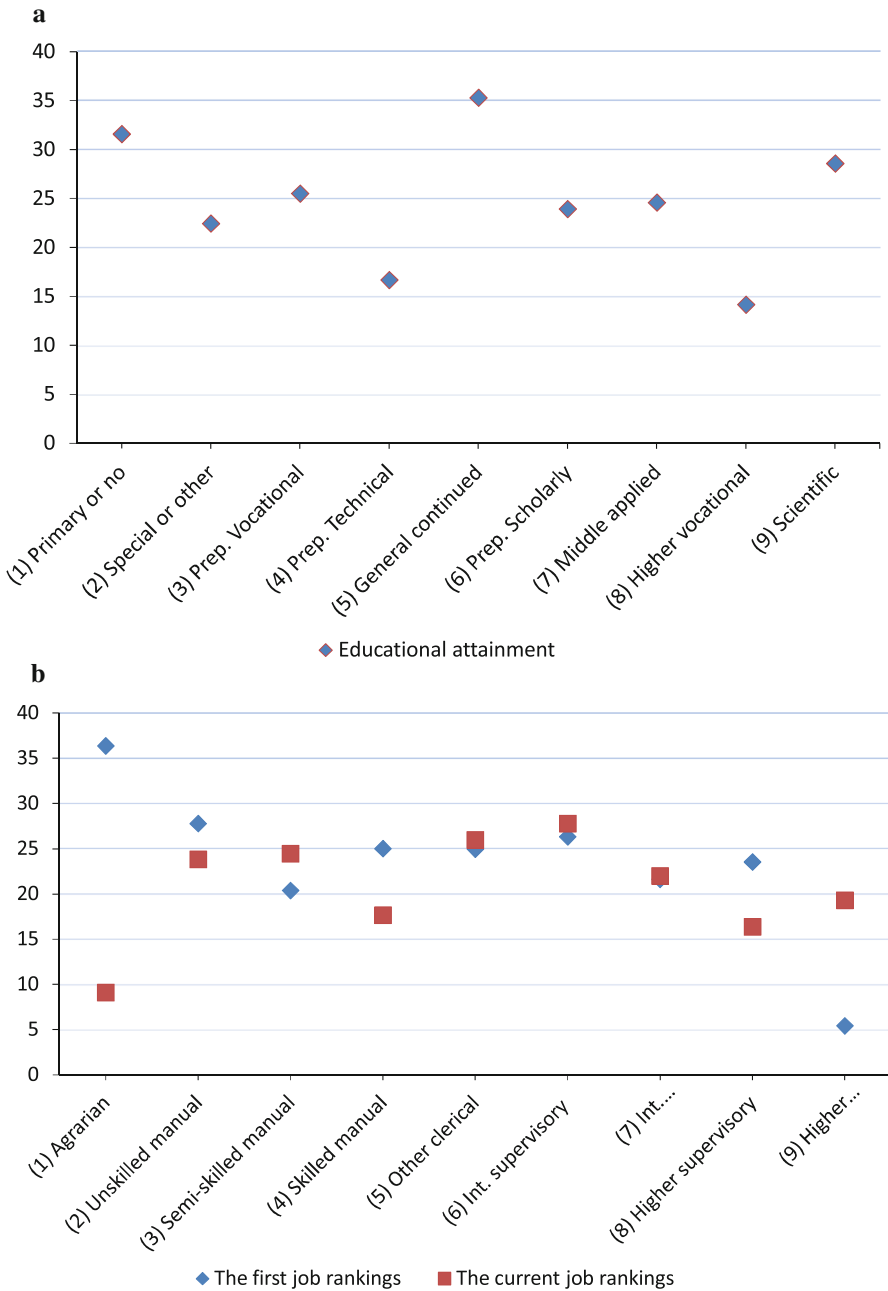 a
40
35
30
25
20
15
10
5
0
(1) Primary or no
(2) Special or other
(3) Prep. Vocational
(4) Prep. Technical
(5) General continued
(6) Prep. Scholarly
(7) Middle applied
(8) Higher vocational
(9) Scientific
Educational attainment
b
40
35
30
25
20
15
10
5
0
(1) Agrarian
(2) Unskilled manual
(3) Semi-skilled manual
(4) Skilled manual
(5) Other clerical
(6) Int. supervisory
(7) Int....
(8) Higher supervisory
(9) Higher...
The first job rankings
The current job rankings